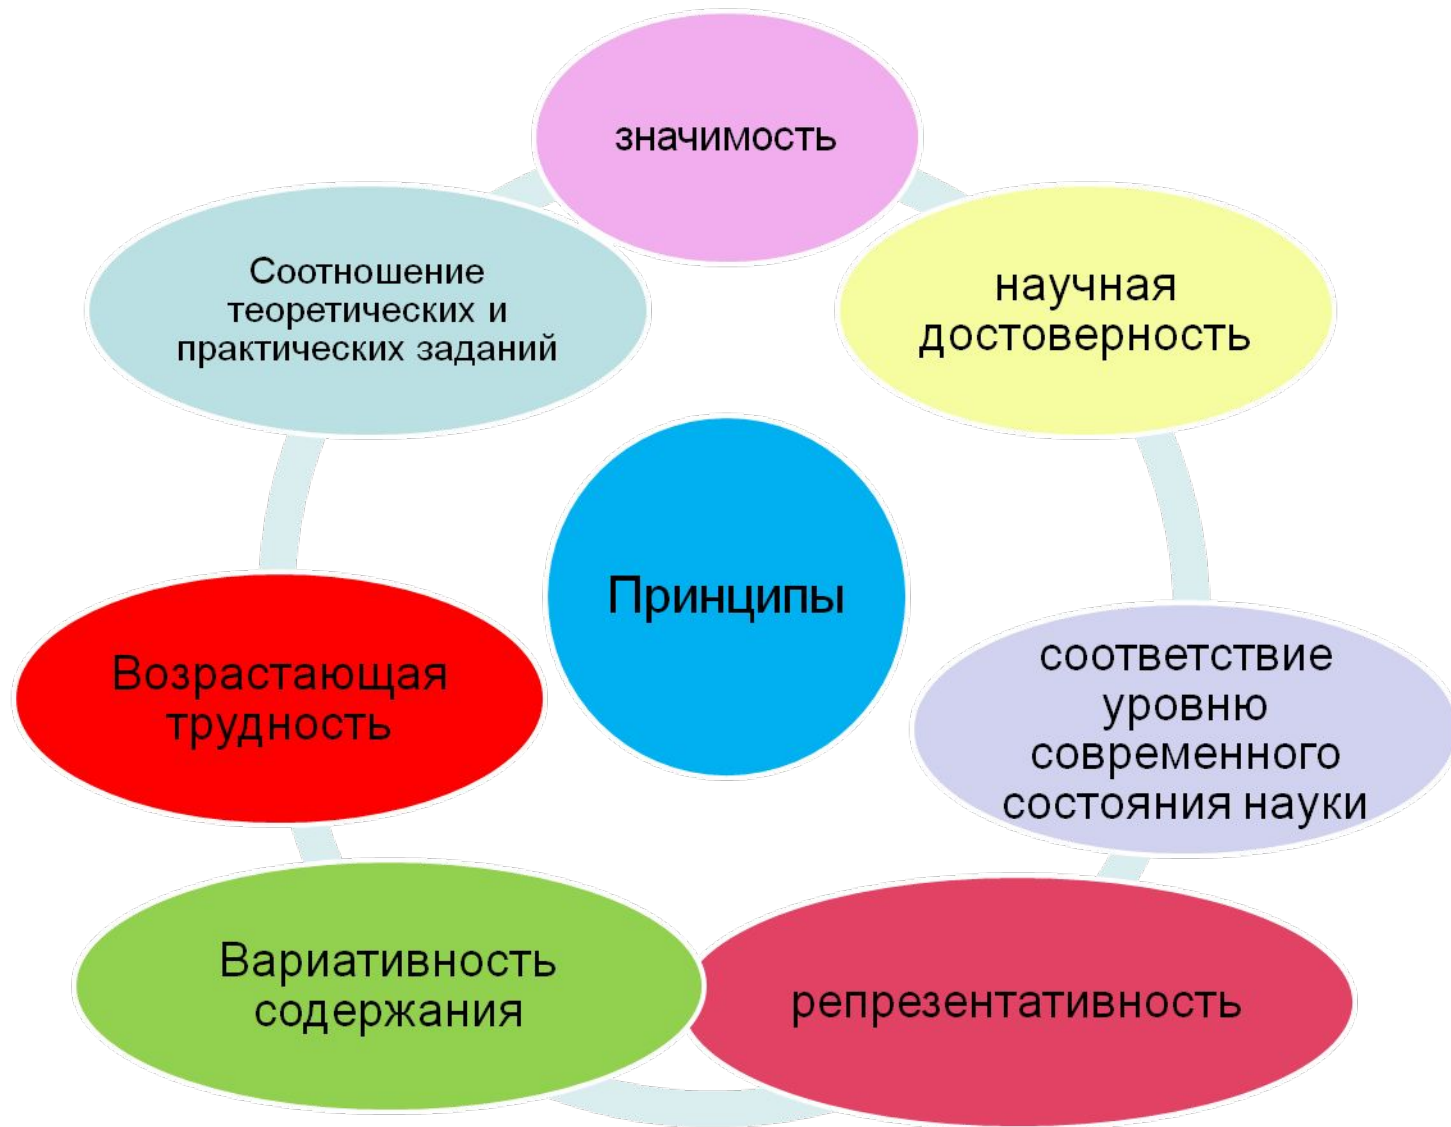 значимость
научная
достоверность
соответствие
уровню
современного
состояния науки
репрезентативность
Вариативность
содержания
Возрастающая
трудность
Соотношение
теоретических и
практических заданий
Принципы